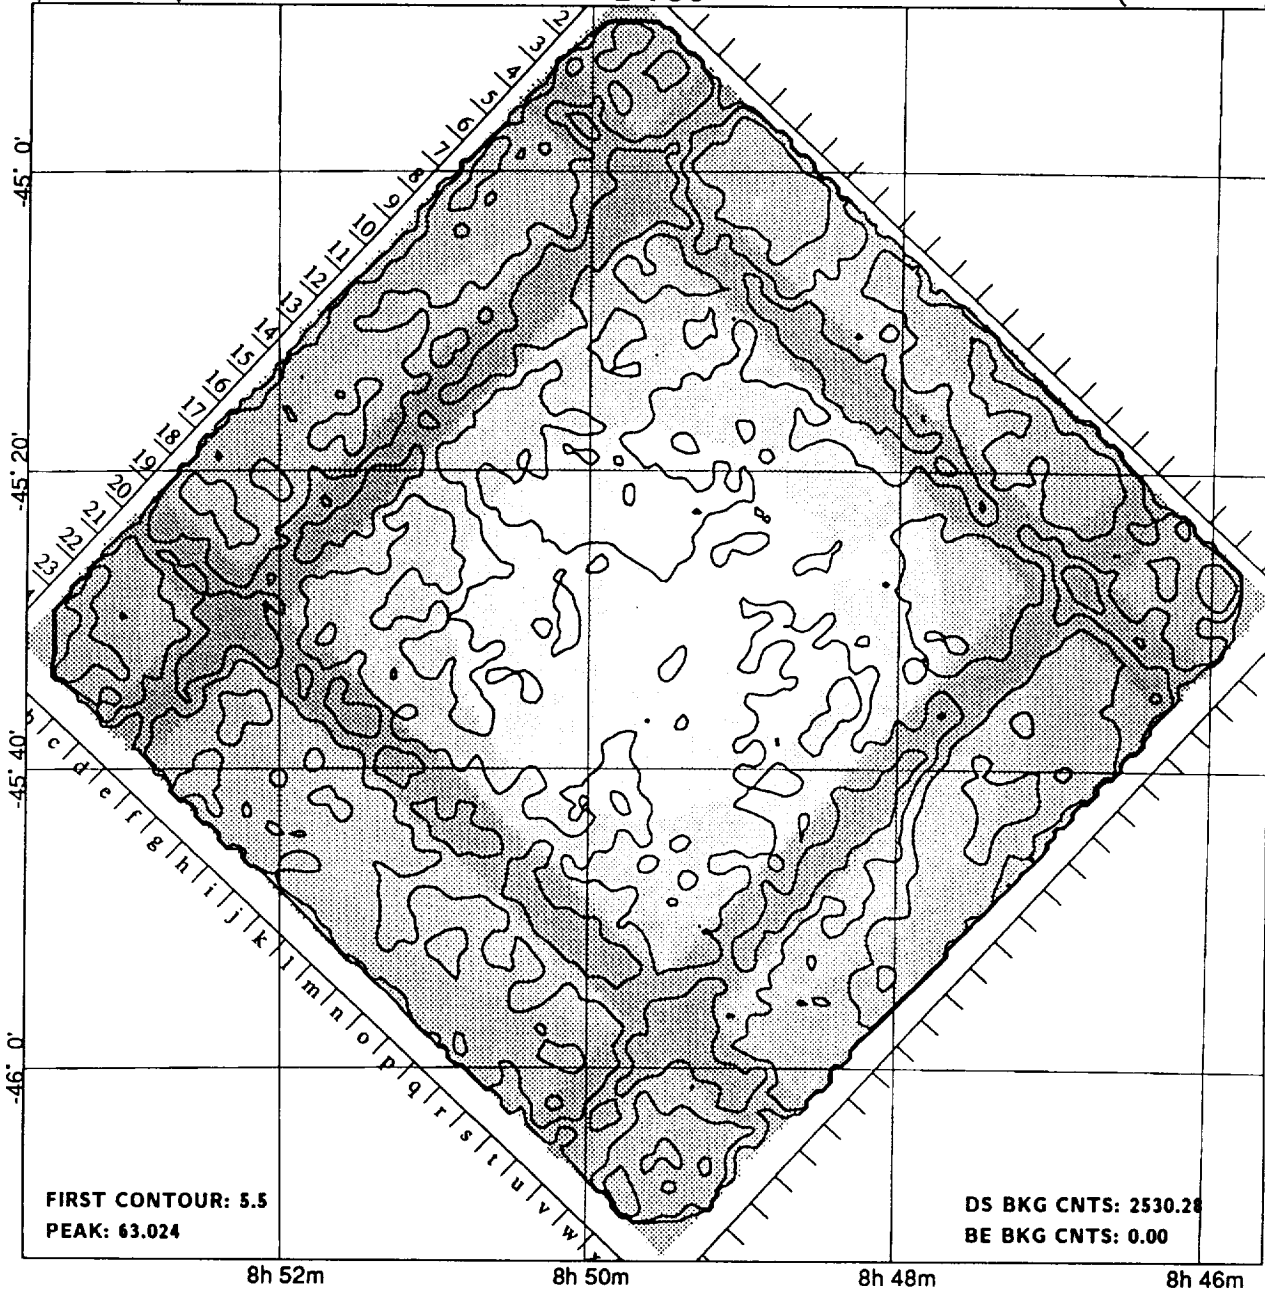 2
3
4
5
6
7
8
9
10
11
12
13
14
15
16
17
18
19
20
21
22
23
-45° 0'
-45° 20'
-45° 40'
-46° 0'
b
c
d
e
f
g
h
i
j
k
l
m
n
o
p
q
r
s
t
u
v
w
x
FIRST CONTOUR: 5.5
PEAK: 63.024
DS BKG CNTS: 2530.28
BE BKG CNTS: 0.00
8h 52m
8h 50m
8h 48m
8h 46m